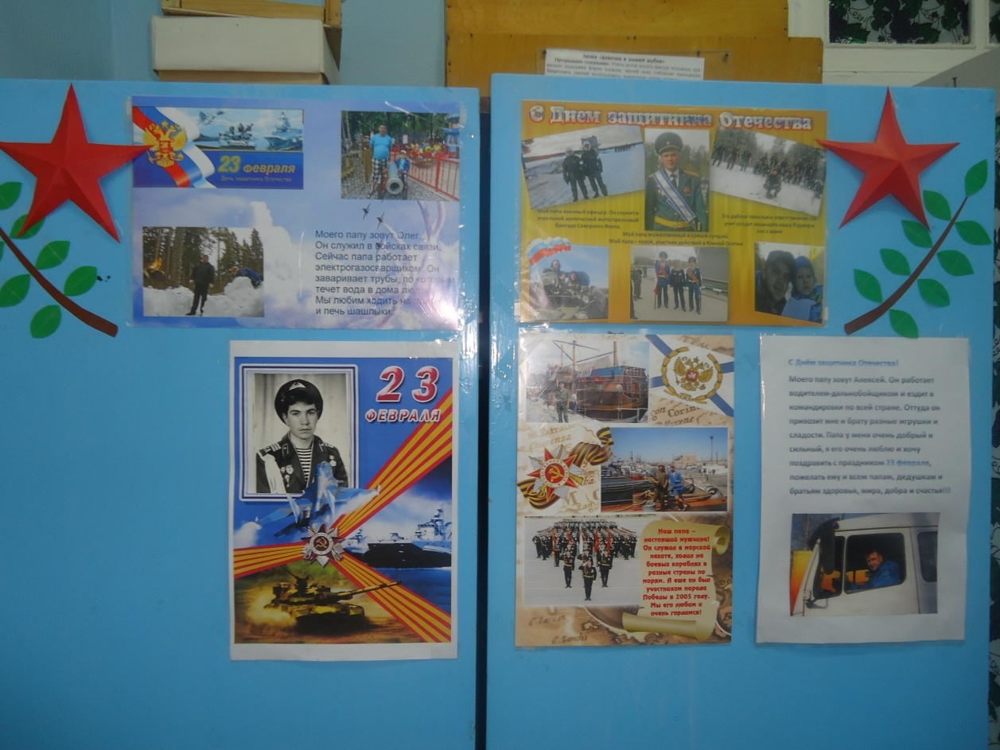 Лепка «Девочка в зимней шубке»
23 февраля
День защитника Отечества
Моего папу зовут Олег.
Он служил в войсках связи.
Сейчас папа работает
электрогазосварщиком. Он
заваривает трубы, по которым
течет вода в дома
Мы любим ходить на
и печь шашлыки.
23
ФЕВРАЛЯ
С Днем защитника Отечества
Мой папа военный офицер. Он служит в
отдельной арктической мотострелковой
бригаде Северного Флота.
Его работа тяжелая и ответственная. Он
учит солдат защищать нашу Родину и
нас с вами
Мой папа мужественный и самый лучший.
Мой папа – герой, участник действий в Южной Осетии
Наш папа –
настоящий мужчина!
Он служил в морской
пехоте, ходил на
боевых кораблях в
разные страны по
морям. А еще он был
участником парада
Победы в 2005 году.
Мы его любим и
очень гордимся!
С Днём защитника Отечества!
Моего папу зовут Алексей. Он работает
водителем-дальнобойщиком и ездит в
командировки по всей стране. Оттуда он
привозит мне и брату разные игрушки и
сладости. Папа у меня очень добрый и
сильный, я его очень люблю и хочу
поздравить с праздником 23 февраля,
пожелать ему и всем папам, дедушкам и
братьям здоровья, мира, добра и счастья!!!